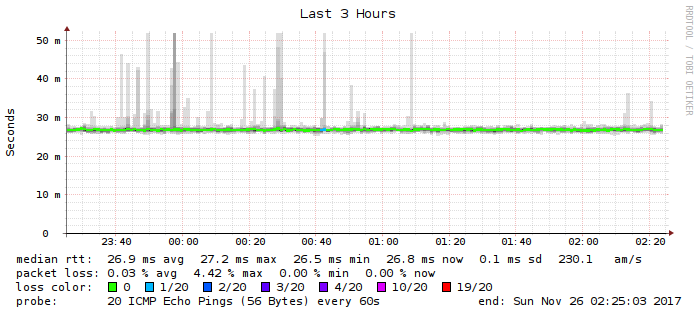 Last 3 Hours
RRDTOOL / TOBI OETIKER
Seconds
50 m
40 m
30 m
20 m
10 m
0
23:40 00:00 00:20 00:40 01:00 01:20 01:40 02:00 02:20
median rtt: 26.9 ms avg 27.2 ms max 26.5 ms min 26.8 ms now 0.1 ms sd 230.1 am/s
packet loss: 0.03 % avg 4.42 % max 0.00 % min 0.00 % now
loss color: 0 1/20 2/20 3/20 4/20 10/20 19/20
probe: 20 ICMP Echo Pings (56 Bytes) every 60s end: Sun Nov 26 02:25:03 2017